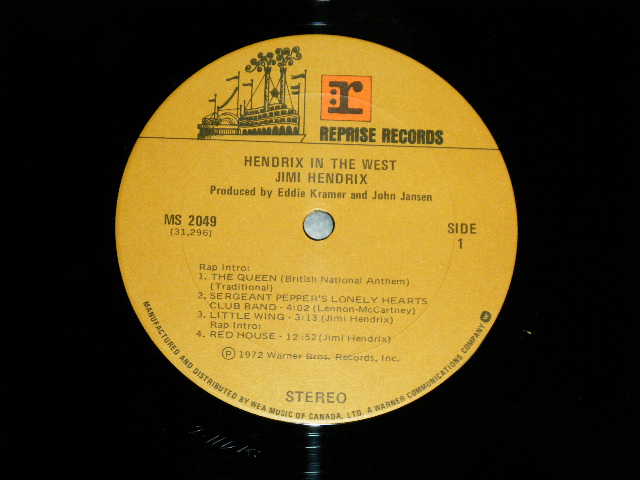 r
REPRISE RECORDS
HENDRIX IN THE WEST
JIMI HENDRIX
Produced by Eddie Kramer and John Jansen
MS 2049
(31,296)
SIDE
1
Rap Intro:
1. THE QUEEN (British National Anthem)
(Traditional)
2. SERGEANT PEPPER'S LONELY HEARTS
CLUB BAND - 4:02 (Lennon-McCartney)
3. LITTLE WING - 3:13 (Jimi Hendrix)
Rap Intro:
4. RED HOUSE - 12:52 (Jimi Hendrix)
Ⓟ 1972 Warner Bros. Records, Inc.
STEREO
MANUFACTURED AND DISTRIBUTED BY WEA MUSIC OF CANADA, LTD. A WARNER COMMUNICATIONS COMPANY